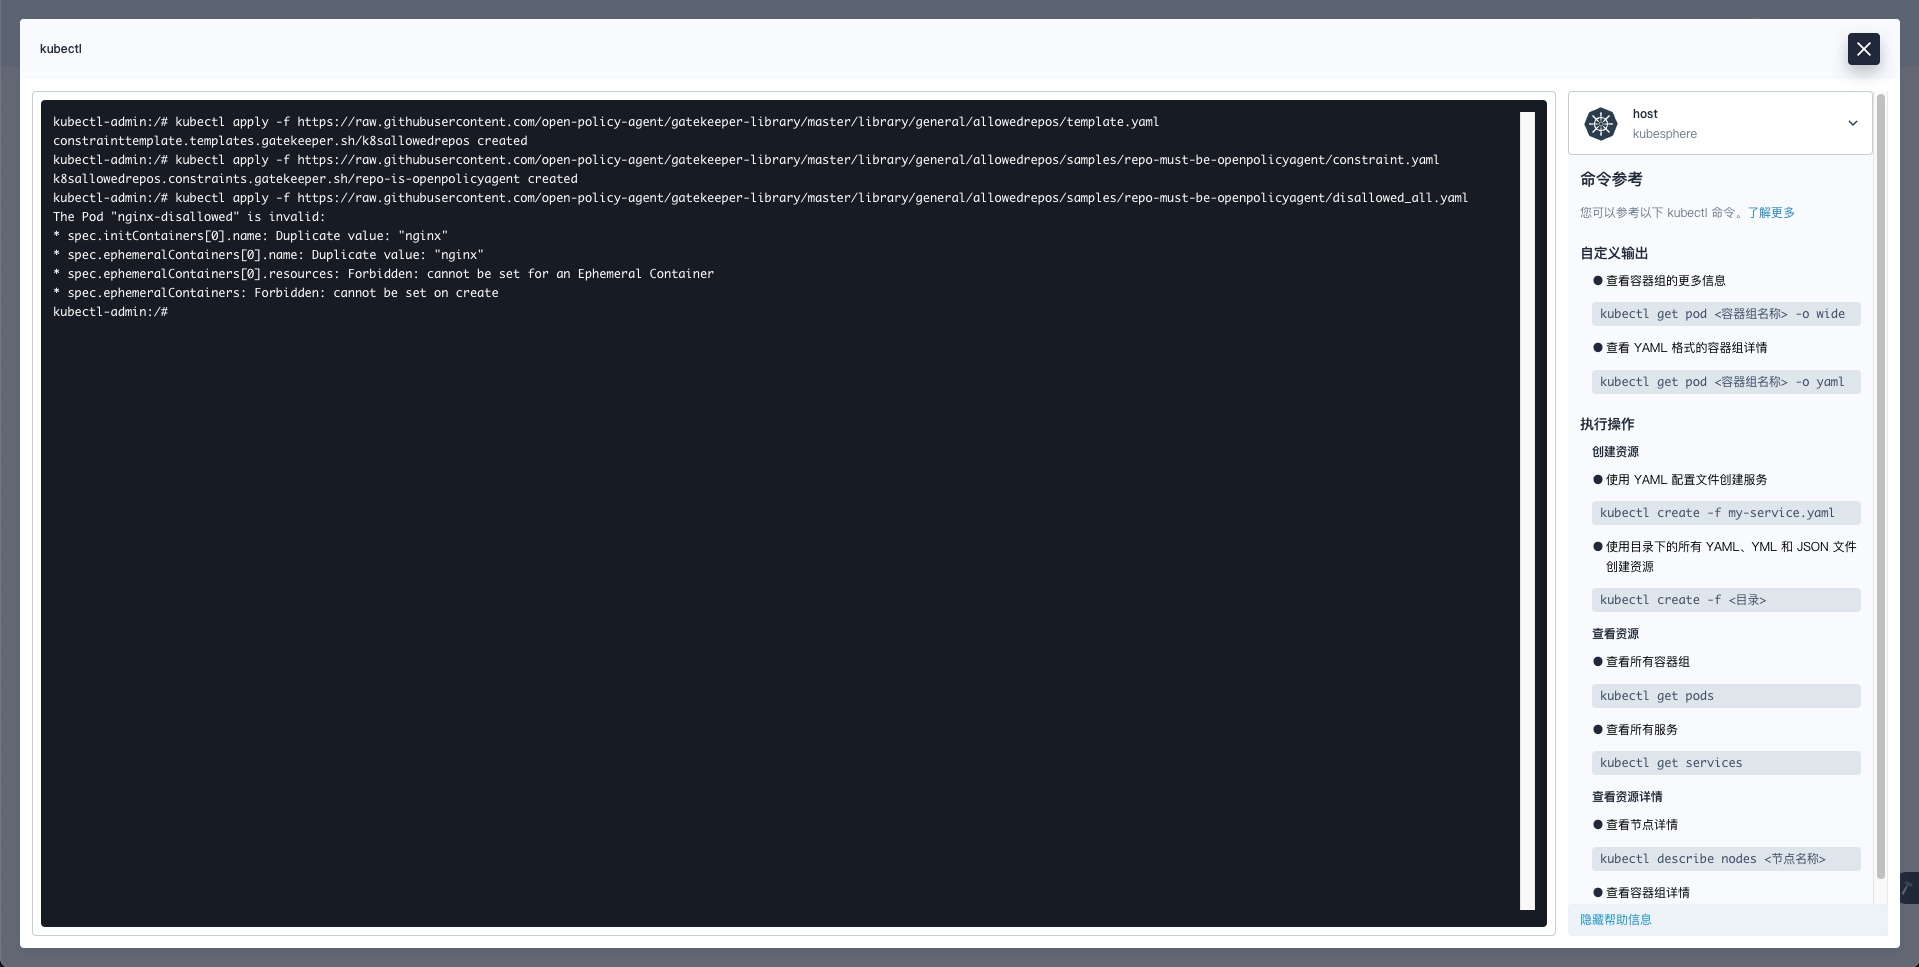 kubectl
kubectl-admin:/# kubectl apply -f https://raw.githubusercontent.com/open-policy-agent/gatekeeper-library/master/library/general/allowedrepos/template.yaml
constrainttemplate.templates.gatekeeper.sh/k8sallowedrepos created
kubectl-admin:/# kubectl apply -f https://raw.githubusercontent.com/open-policy-agent/gatekeeper-library/master/library/general/allowedrepos/samples/repo-must-be-openpolicyagent/constraint.yaml
k8sallowedrepos.constraints.gatekeeper.sh/repo-is-openpolicyagent created
kubectl-admin:/# kubectl apply -f https://raw.githubusercontent.com/open-policy-agent/gatekeeper-library/master/library/general/allowedrepos/samples/repo-must-be-openpolicyagent/disallowed_all.yaml
The Pod "nginx-disallowed" is invalid:
* spec.initContainers[0].name: Duplicate value: "nginx"
* spec.ephemeralContainers[0].name: Duplicate value: "nginx"
* spec.ephemeralContainers[0].resources: Forbidden: cannot be set for an Ephemeral Container
* spec.ephemeralContainers: Forbidden: cannot be set on create
kubectl-admin:/#
host
kubesphere
命令参考
您可以参考以下 kubectl 命令。了解更多
自定义输出
● 查看容器组的更多信息
kubectl get pod <容器组名称> -o wide
● 查看 YAML 格式的容器组详情
kubectl get pod <容器组名称> -o yaml
执行操作
创建资源
● 使用 YAML 配置文件创建服务
kubectl create -f my-service.yaml
● 使用目录下的所有 YAML、YML 和 JSON 文件
创建资源
kubectl create -f <目录>
查看资源
● 查看所有容器组
kubectl get pods
● 查看所有服务
kubectl get services
查看资源详情
● 查看节点详情
kubectl describe nodes <节点名称>
● 查看容器组详情
隐藏帮助信息